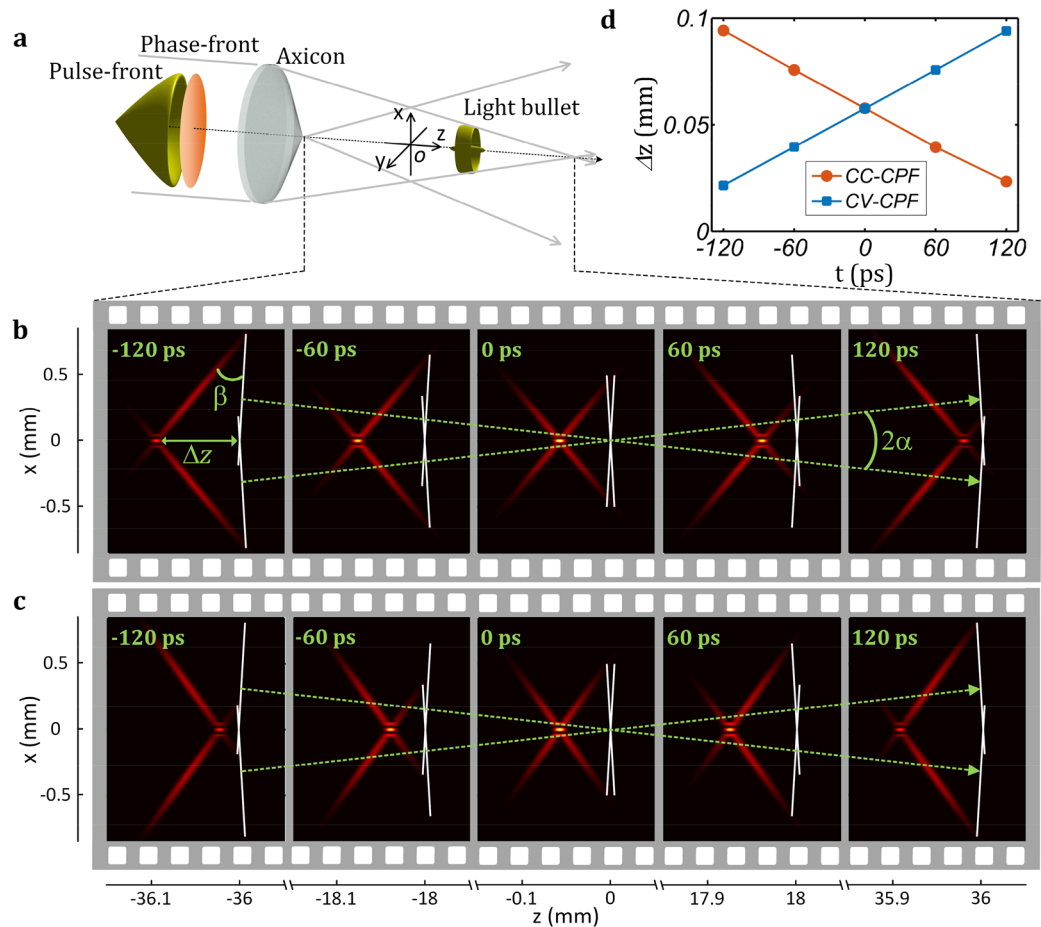 a
Phase-front
Pulse-front
Axicon
Light bullet
x
z
y
o
d
0.1
0.05
0
Δz (mm)
CC-CPF
CV-CPF
-120 -60 0 60 120
t (ps)
b
-120 ps -60 ps 0 ps 60 ps 120 ps
β
Δz
2α
0.5
0
-0.5
x (mm)
c
-120 ps -60 ps 0 ps 60 ps 120 ps
0.5
0
-0.5
x (mm)
-36.1 -36 -18.1 -18 -0.1 0 17.9 18 35.9 36
z (mm)